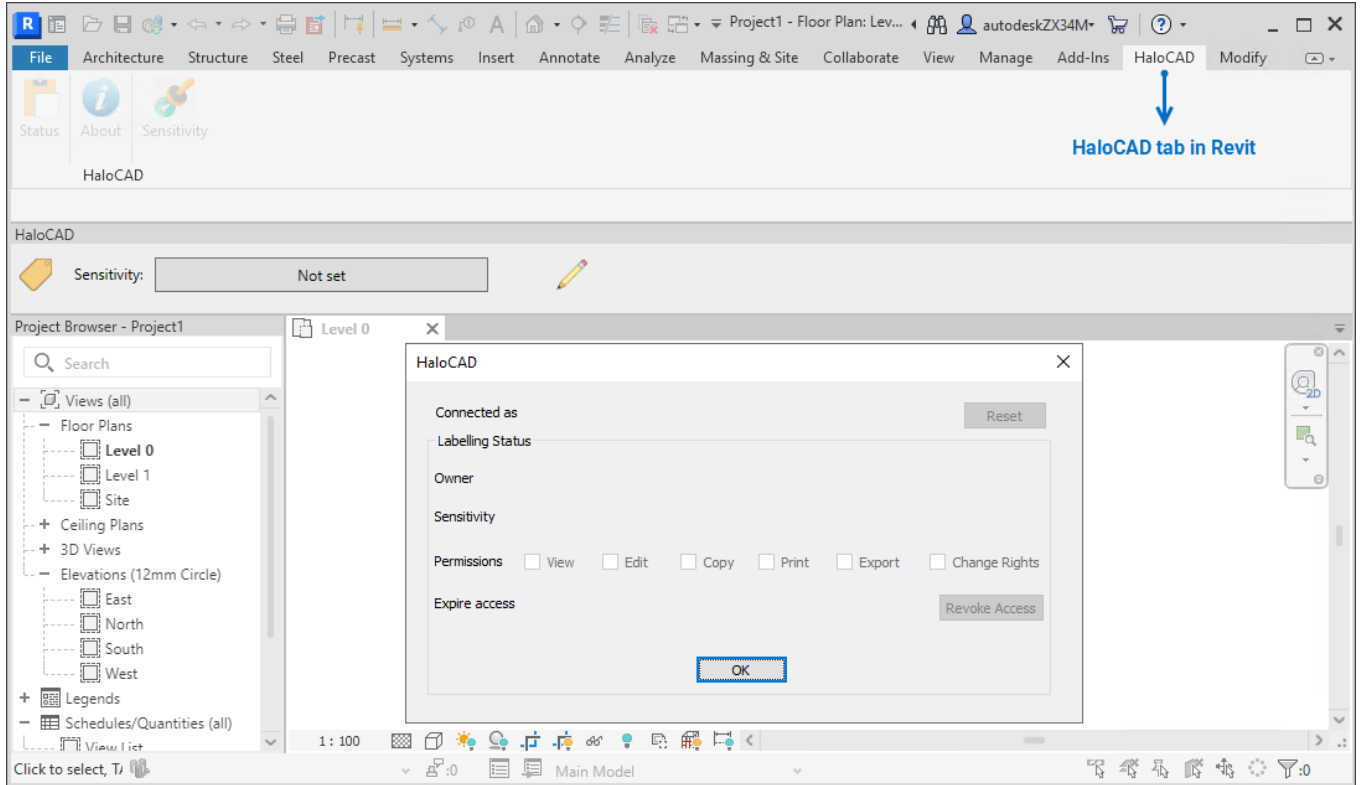 R
A
Project1 - Floor Plan: Lev...
autodeskZX34M
?
File Architecture Structure Steel Precast Systems Insert Annotate Analyze Massing & Site Collaborate View Manage Add-Ins HaloCAD Modify
Status About Sensitivity
HaloCAD
HaloCAD tab in Revit
HaloCAD
Sensitivity: Not set
Project Browser - Project1
Level 0
Search
Views (all)
Floor Plans
Level 0
Level 1
Site
Ceiling Plans
3D Views
Elevations (12mm Circle)
East
North
South
West
Legends
Schedules/Quantities (all)
View List
HaloCAD
Connected as
Reset
Labelling Status
Owner
Sensitivity
Permissions View Edit Copy Print Export Change Rights
Expire access
Revoke Access
OK
2D
1 : 100
Click to select, TA
:0
Main Model
:0